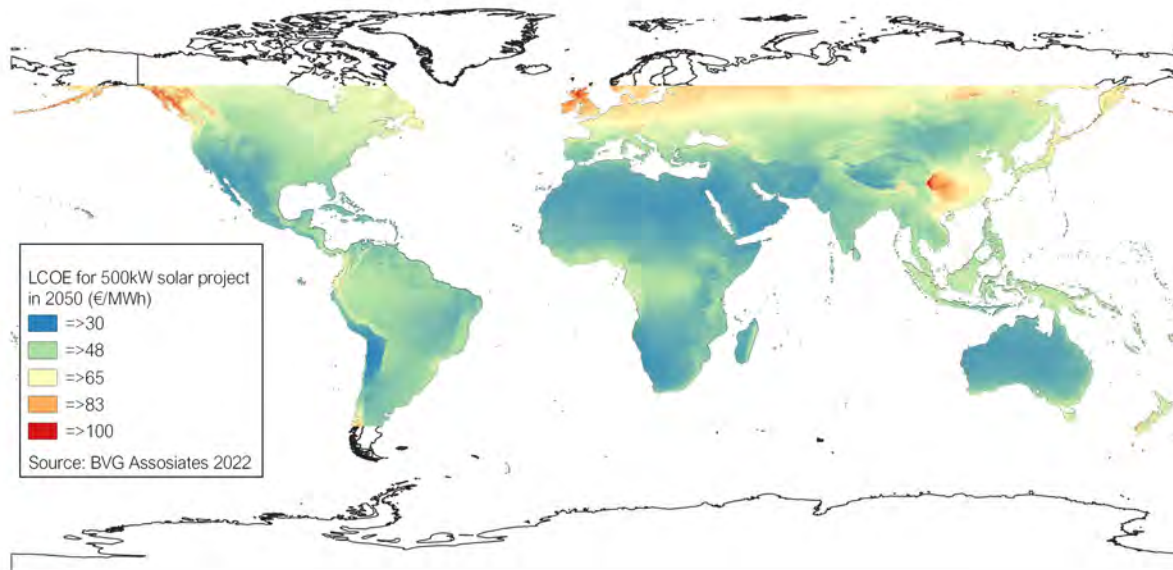 LCOE for 500kW solar project
in 2050 (€/MWh)
=>30
=>48
=>65
=>83
=>100
Source: BVG Assosiates 2022